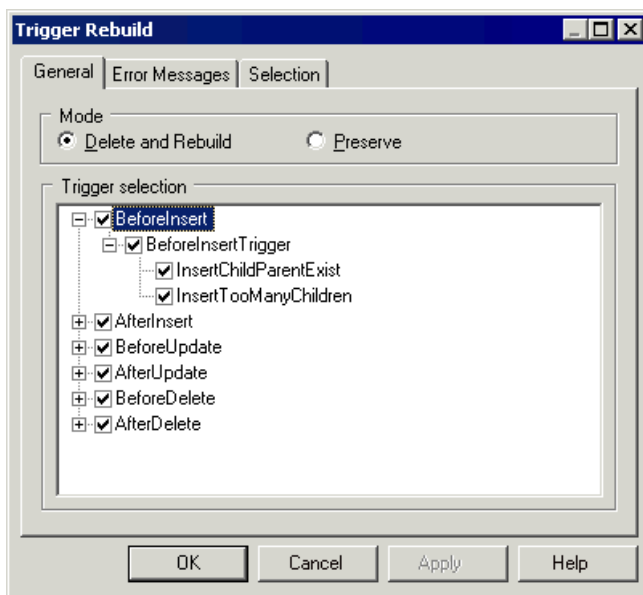 Trigger Rebuild
General Error Messages Selection
Mode
Delete and Rebuild Preserve
Trigger selection
BeforeInsert
BeforeInsertTrigger
InsertChildParentExist
InsertTooManyChildren
AfterInsert
BeforeUpdate
AfterUpdate
BeforeDelete
AfterDelete
OK Cancel Apply Help